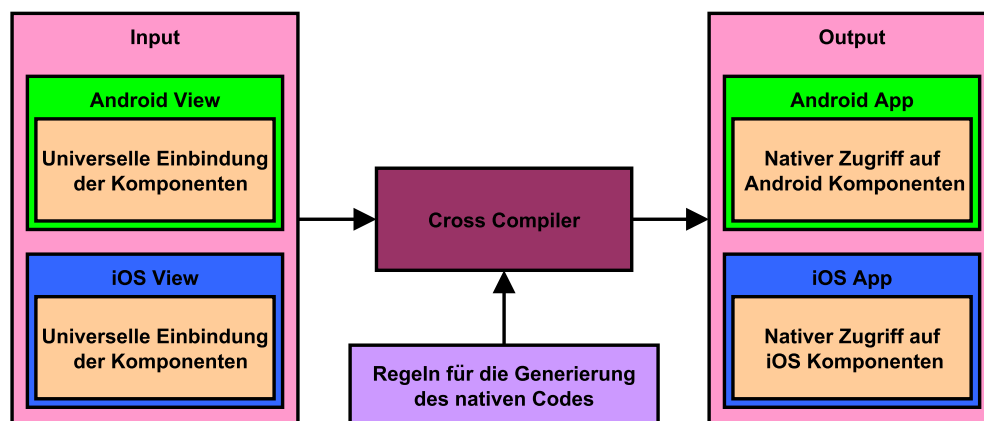 Input
Android View
Universelle Einbindung
der Komponenten
iOS View
Universelle Einbindung
der Komponenten
Cross Compiler
Regeln für die Generierung
des nativen Codes
Output
Android App
Nativer Zugriff auf
Android Komponenten
iOS App
Nativer Zugriff auf
iOS Komponenten